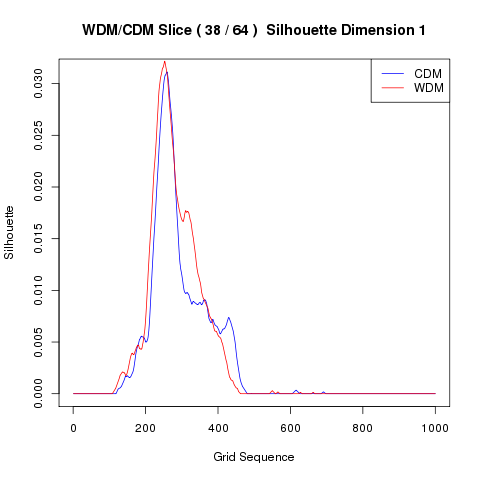 WDM/CDM Slice ( 38 / 64 )  Silhouette Dimension 1
CDM
WDM
Silhouette
0.030
0.025
0.020
0.015
0.010
0.005
0.000
0 200 400 600 800 1000
Grid Sequence